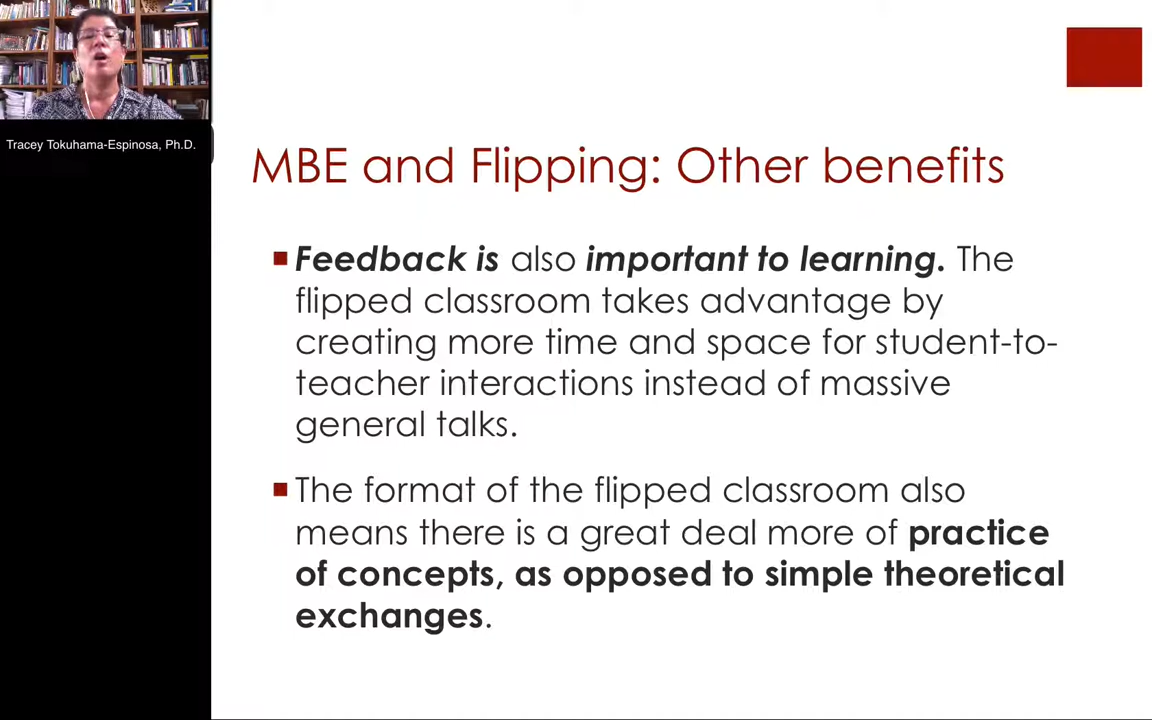 Tracey Tokuhama-Espinosa, Ph.D.
MBE and Flipping: Other benefits
Feedback is also important to learning. The
flipped classroom takes advantage by
creating more time and space for student-to-
teacher interactions instead of massive
general talks.
The format of the flipped classroom also
means there is a great deal more of practice
of concepts, as opposed to simple theoretical
exchanges.